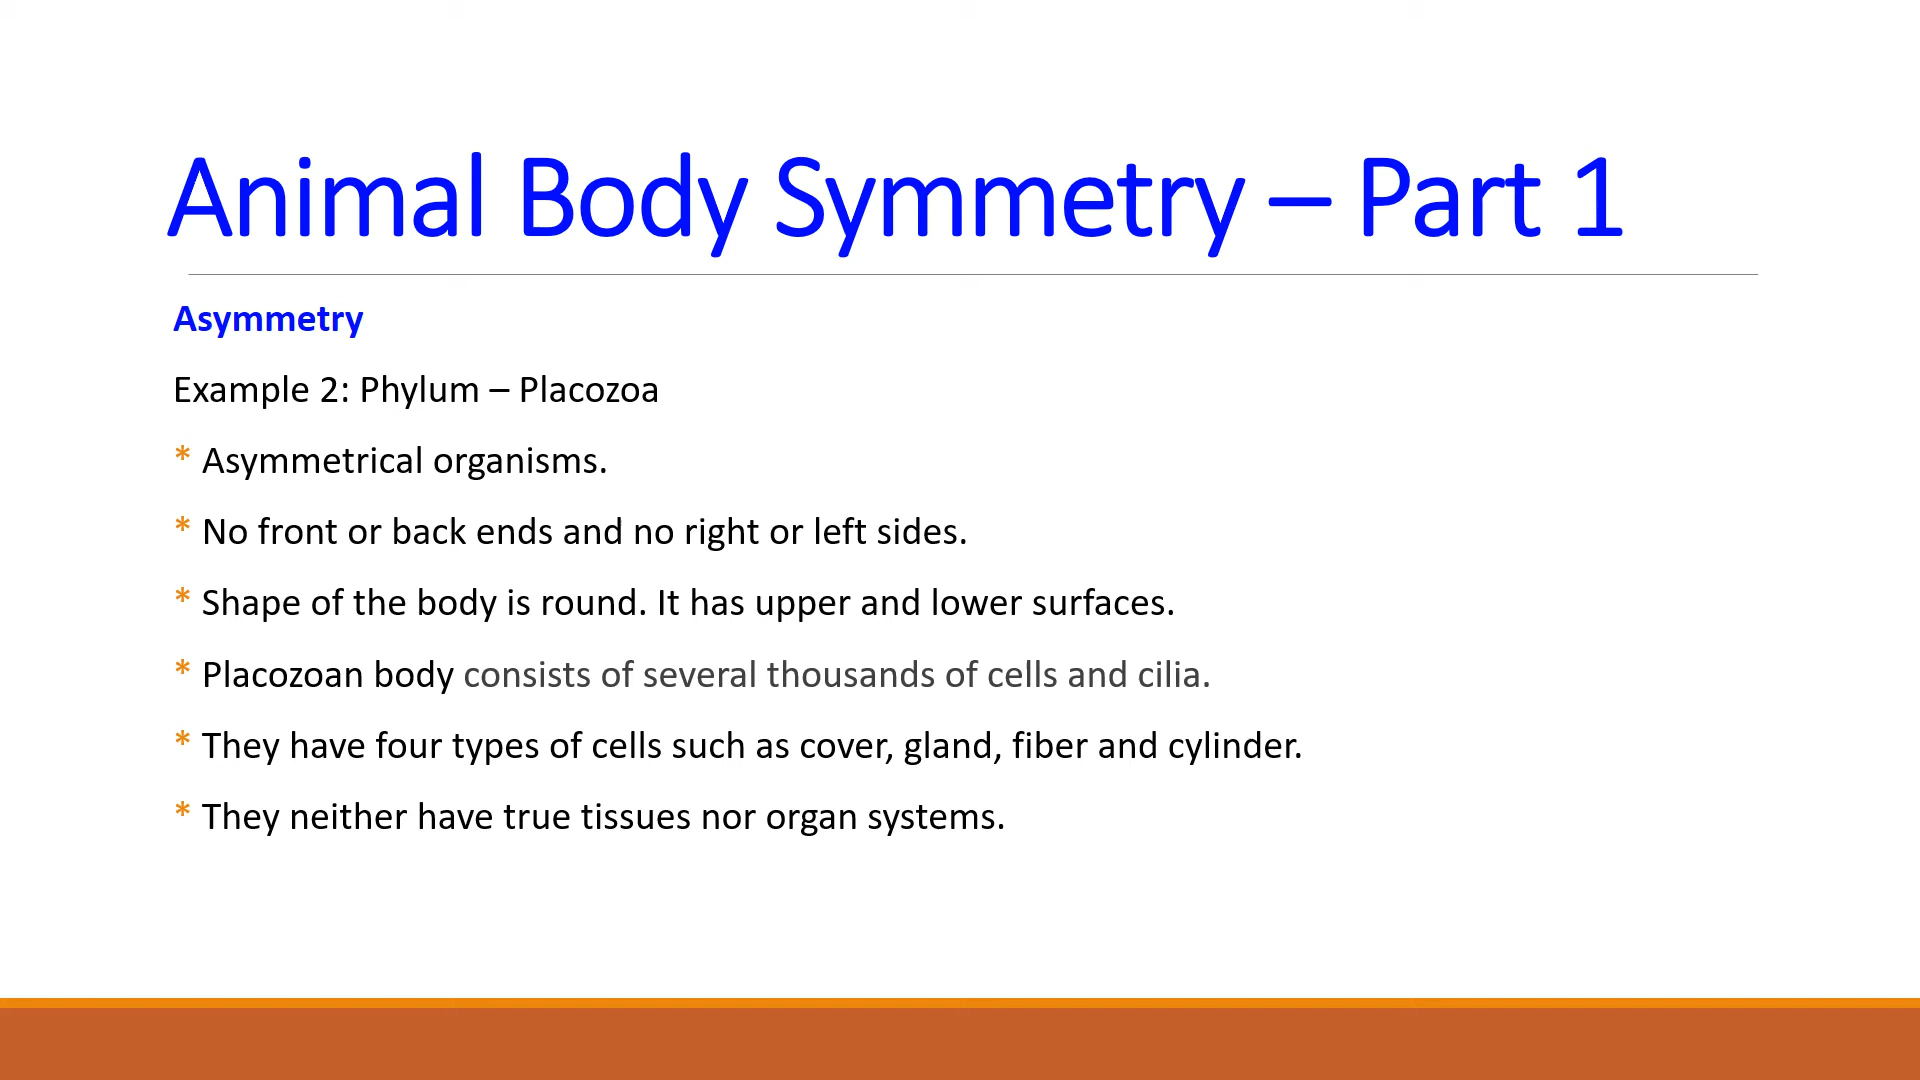 Animal Body Symmetry – Part 1
Asymmetry
Example 2: Phylum – Placozoa
* Asymmetrical organisms.
* No front or back ends and no right or left sides.
* Shape of the body is round. It has upper and lower surfaces.
* Placozoan body consists of several thousands of cells and cilia.
* They have four types of cells such as cover, gland, fiber and cylinder.
* They neither have true tissues nor organ systems.